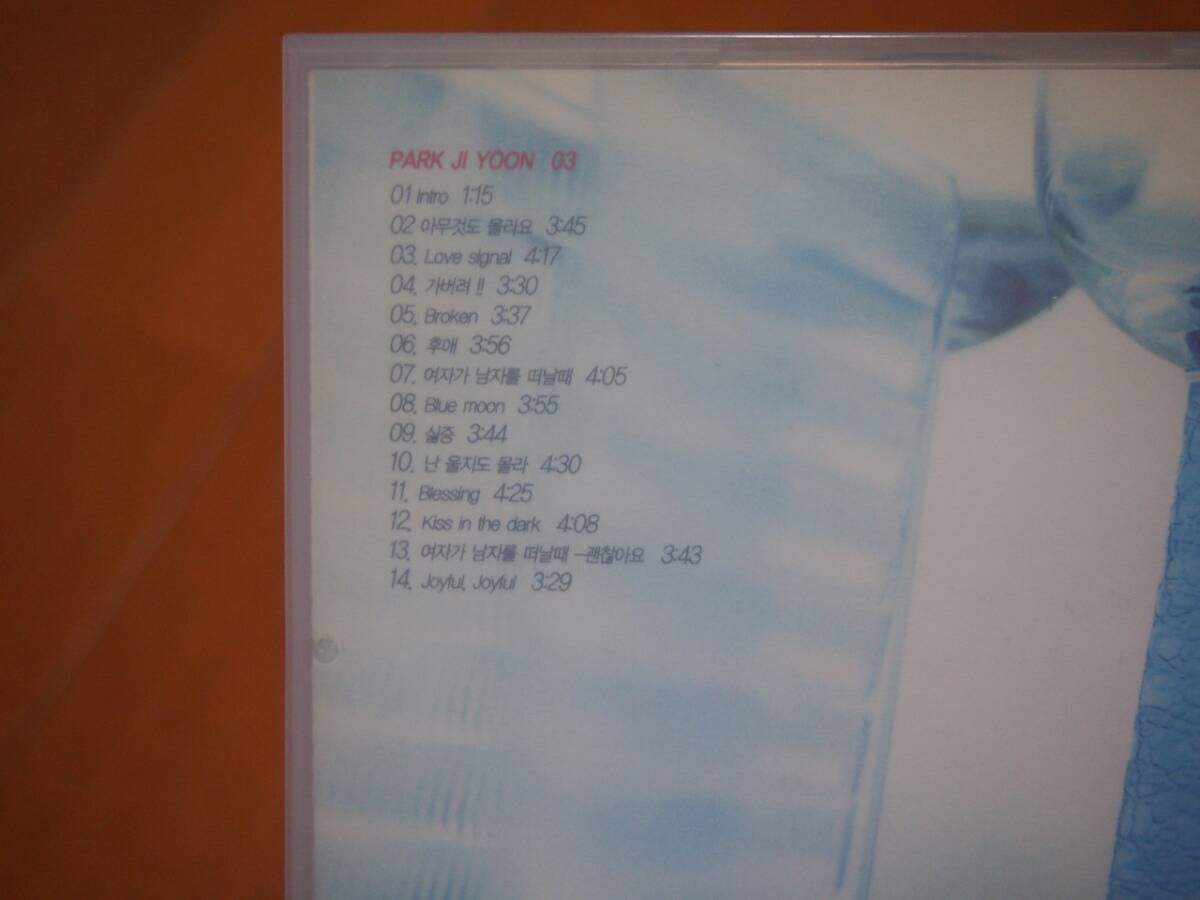 PARK JI YOON 03
01 Intro 1:15
02 아무것도 몰라요 3:45
03. Love signal 4:17
04. 가버려 !! 3:30
05. Broken 3:37
06. 후애 3:56
07. 여자가 남자를 떠날때 4:05
08. Blue moon 3:55
09. 싫증 3:44
10. 난 울지도 몰라 4:30
11. Blessing 4:25
12. Kiss in the dark 4:08
13. 여자가 남자를 떠날때 -괜찮아요 3:43
14. Joyful, Joyful 3:29